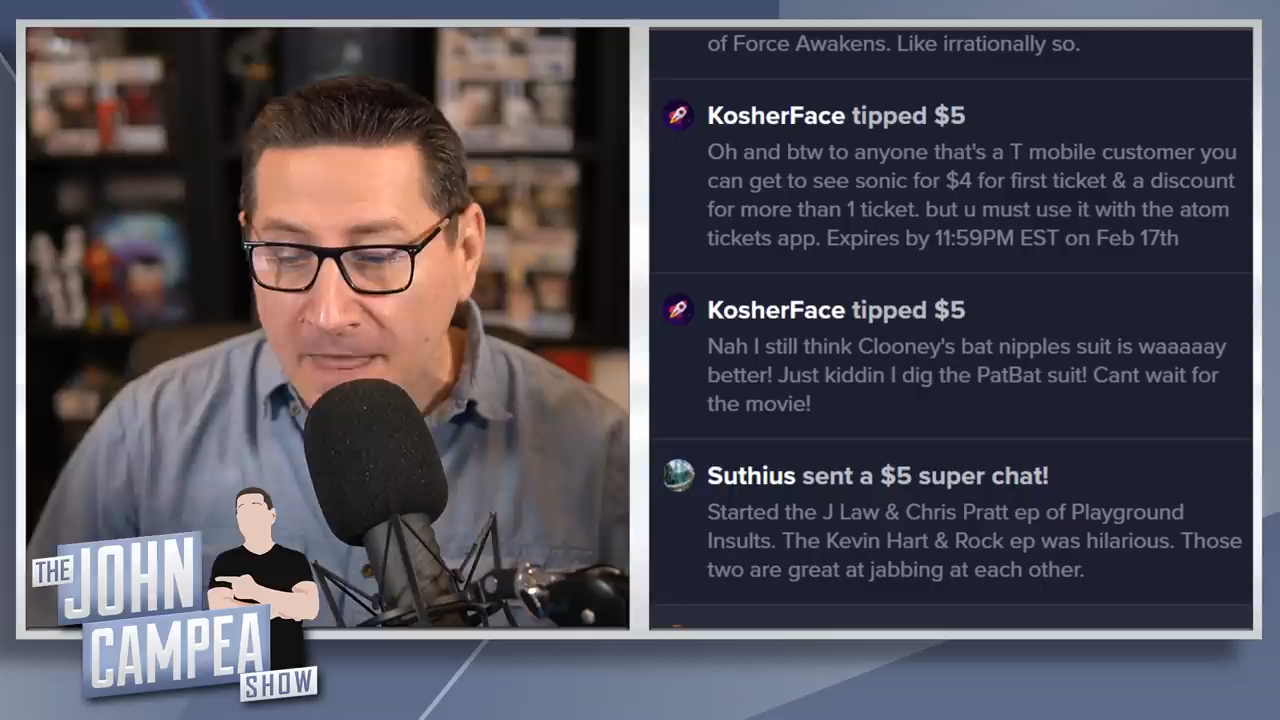 of Force Awakens. Like irrationally so.
KosherFace tipped $5
Oh and btw to anyone that's a T mobile customer you
can get to see sonic for $4 for first ticket & a discount
for more than 1 ticket. but u must use it with the atom
tickets app. Expires by 11:59PM EST on Feb 17th
KosherFace tipped $5
Nah I still think Clooney's bat nipples suit is waaaaay
better! Just kiddin I dig the PatBat suit! Cant wait for
the movie!
Suthius sent a $5 super chat!
Started the J Law & Chris Pratt ep of Playground
Insults. The Kevin Hart & Rock ep was hilarious. Those
two are great at jabbing at each other.
THE
JOHN
CAMPEA
SHOW